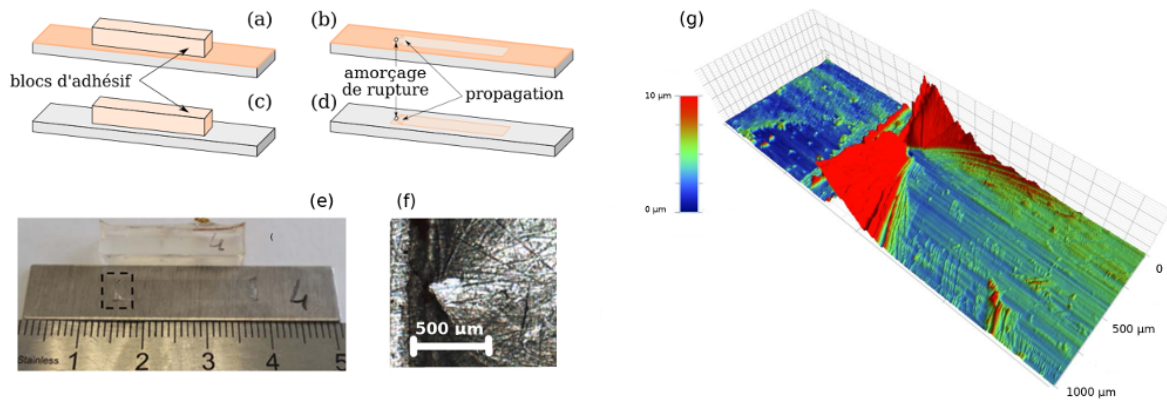 (a)
(b)
blocs d'adhésif
amorçage
de rupture
propagation
(c)
(d)
(e)
4
4
Stainless
1 2 3 4 5
(f)
500 µm
(g)
10 µm
0 µm
0
500 µm
1000 µm